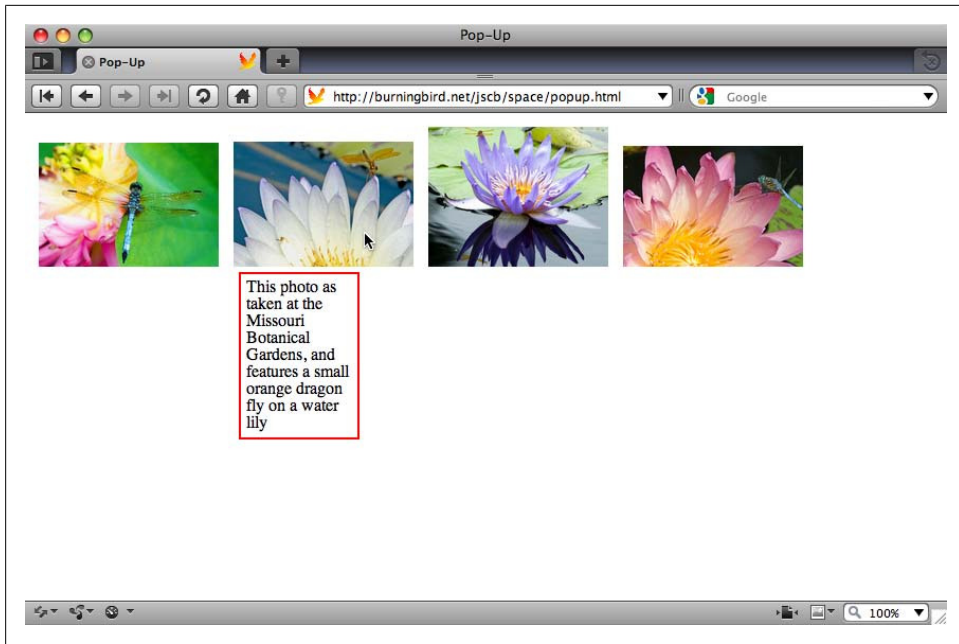 Pop-Up
Pop-Up
http://burningbird.net/jscb/space/popup.html
Google
This photo as
taken at the
Missouri
Botanical
Gardens, and
features a small
orange dragon
fly on a water
lily
100%